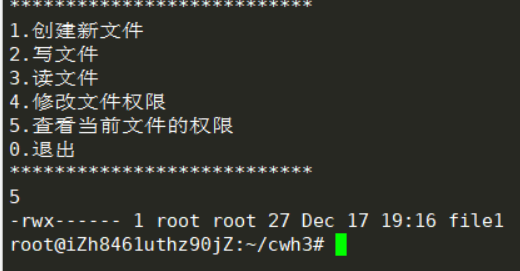 ****************************
1.创建新文件
2.写文件
3.读文件
4.修改文件权限
5.查看当前文件的权限
0.退出
****************************
5
-rwx------ 1 root root 27 Dec 17 19:16 file1
root@iZh8461uthz90jZ:~/cwh3#